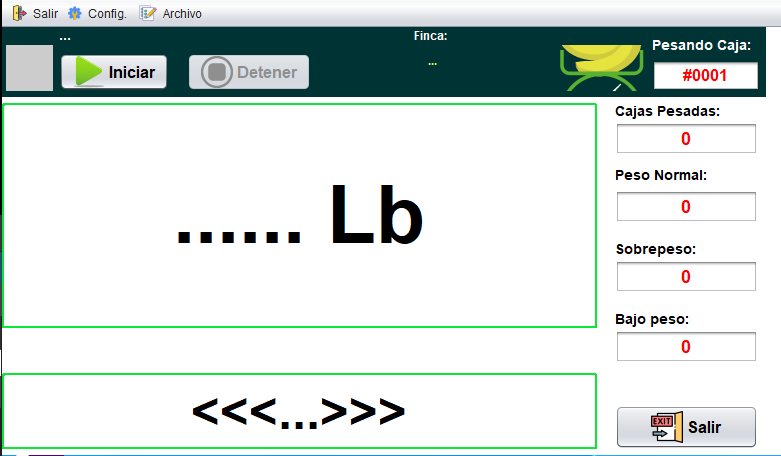 Salir Config. Archivo
...
Finca:
...
Iniciar
Detener
Pesando Caja:
#0001
...... Lb
<<<...>>>
Cajas Pesadas:
0
Peso Normal:
0
Sobrepeso:
0
Bajo peso:
0
EXIT
Salir